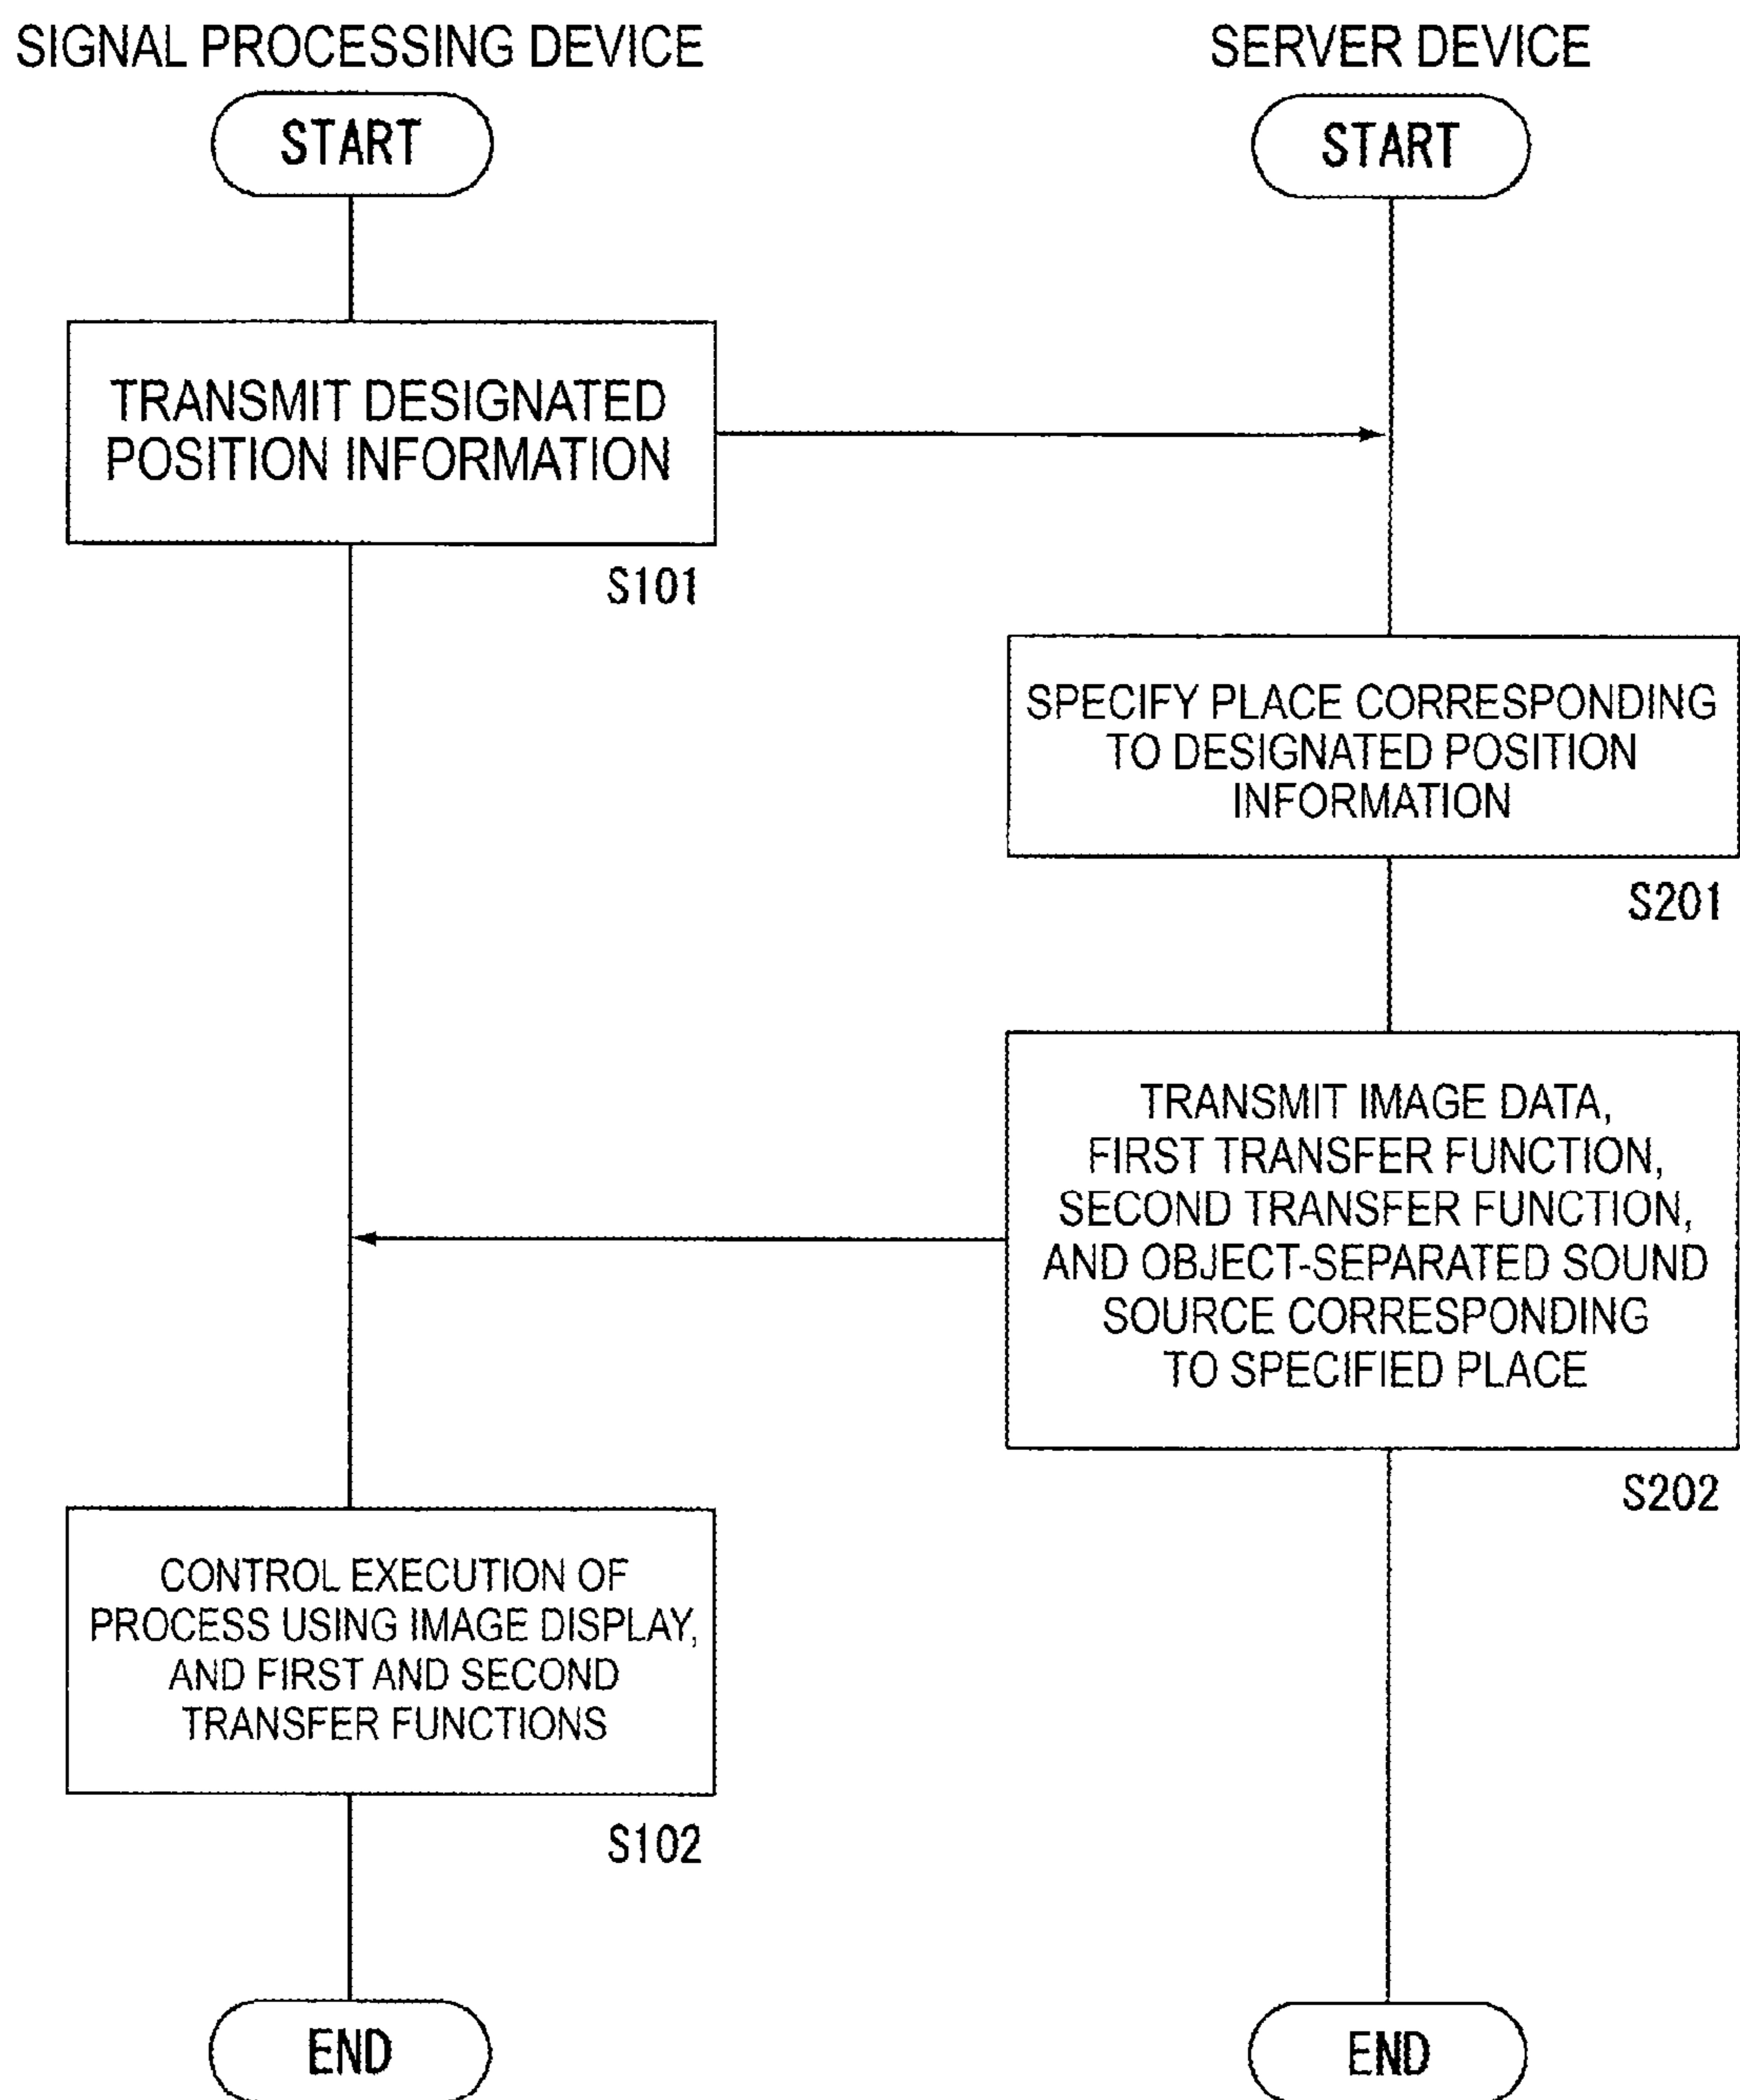 SIGNAL PROCESSING DEVICE
START
TRANSMIT DESIGNATED
POSITION INFORMATION
S101
CONTROL EXECUTION OF
PROCESS USING IMAGE DISPLAY,
AND FIRST AND SECOND
TRANSFER FUNCTIONS
S102
END
SERVER DEVICE
START
SPECIFY PLACE CORRESPONDING
TO DESIGNATED POSITION
INFORMATION
S201
TRANSMIT IMAGE DATA,
FIRST TRANSFER FUNCTION,
SECOND TRANSFER FUNCTION,
AND OBJECT-SEPARATED SOUND
SOURCE CORRESPONDING
TO SPECIFIED PLACE
S202
END